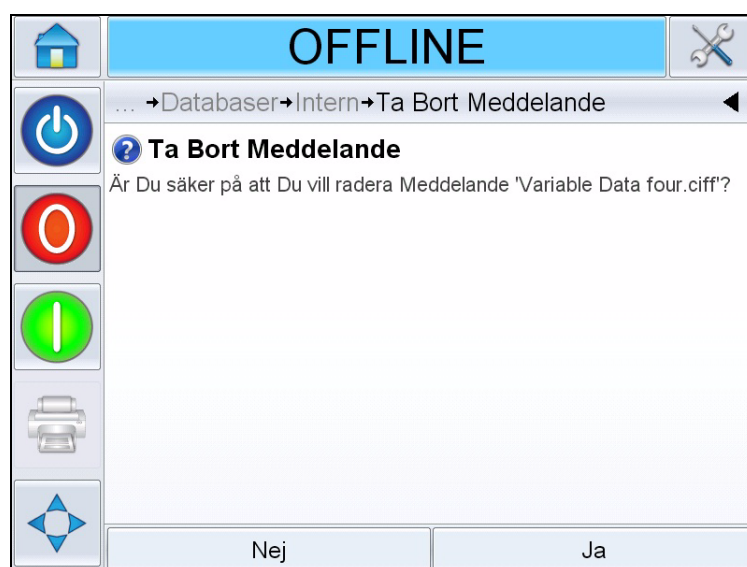 OFFLINE
... →Databaser→Intern→Ta Bort Meddelande
Ta Bort Meddelande
Är Du säker på att Du vill radera Meddelande 'Variable Data four.ciff'?
Nej
Ja